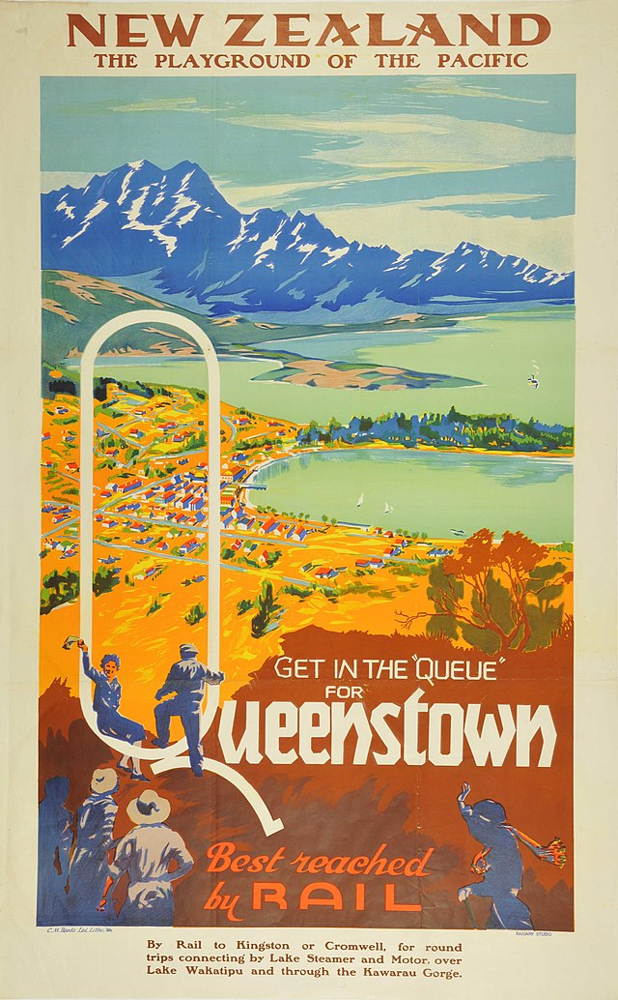 NEW ZEALAND
THE PLAYGROUND OF THE PACIFIC
GET IN THE "QUEUE"
FOR
Queenstown
Best reached
by RAIL
C.M. Banks Ltd. Litho. Wn.
RAILWAY STUDIO
By Rail to Kingston or Cromwell, for round
trips connecting by Lake Steamer and Motor, over
Lake Wakatipu and through the Kawarau Gorge.